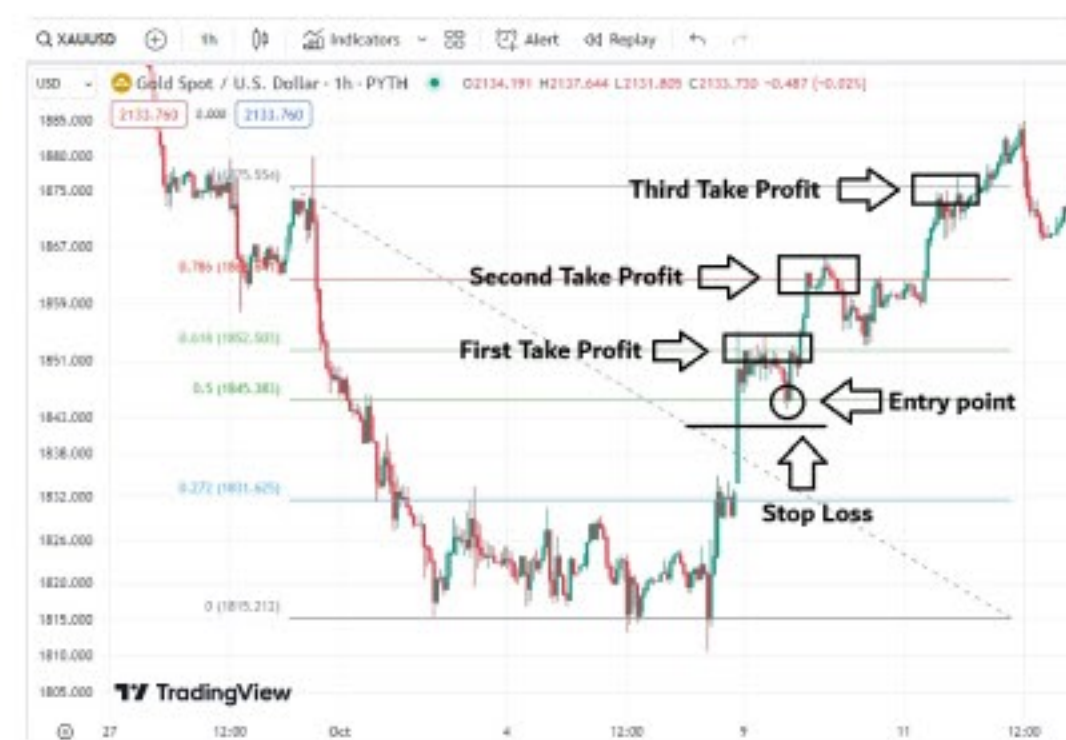 XAUUSD 1h Indicators Alert Replay
USD Gold Spot / U.S. Dollar · 1h · PYTH O2134.191 H2137.644 L2131.805 C2133.730 −0.487 (−0.02%)
2133.760 0.000 2133.760
1885.000
1880.000
1875.000
Third Take Profit
1867.000
Second Take Profit
1859.000
0.618 (1852.503)
1851.000
First Take Profit
0.5 (1845.383)
Entry point
1843.000
1838.000
0.272 (1831.625)
1832.000
Stop Loss
1826.000
1820.000
0 (1815.212)
1815.000
1810.000
1805.000
TradingView
27 12:00 Oct 4 12:00 9 11 12:00